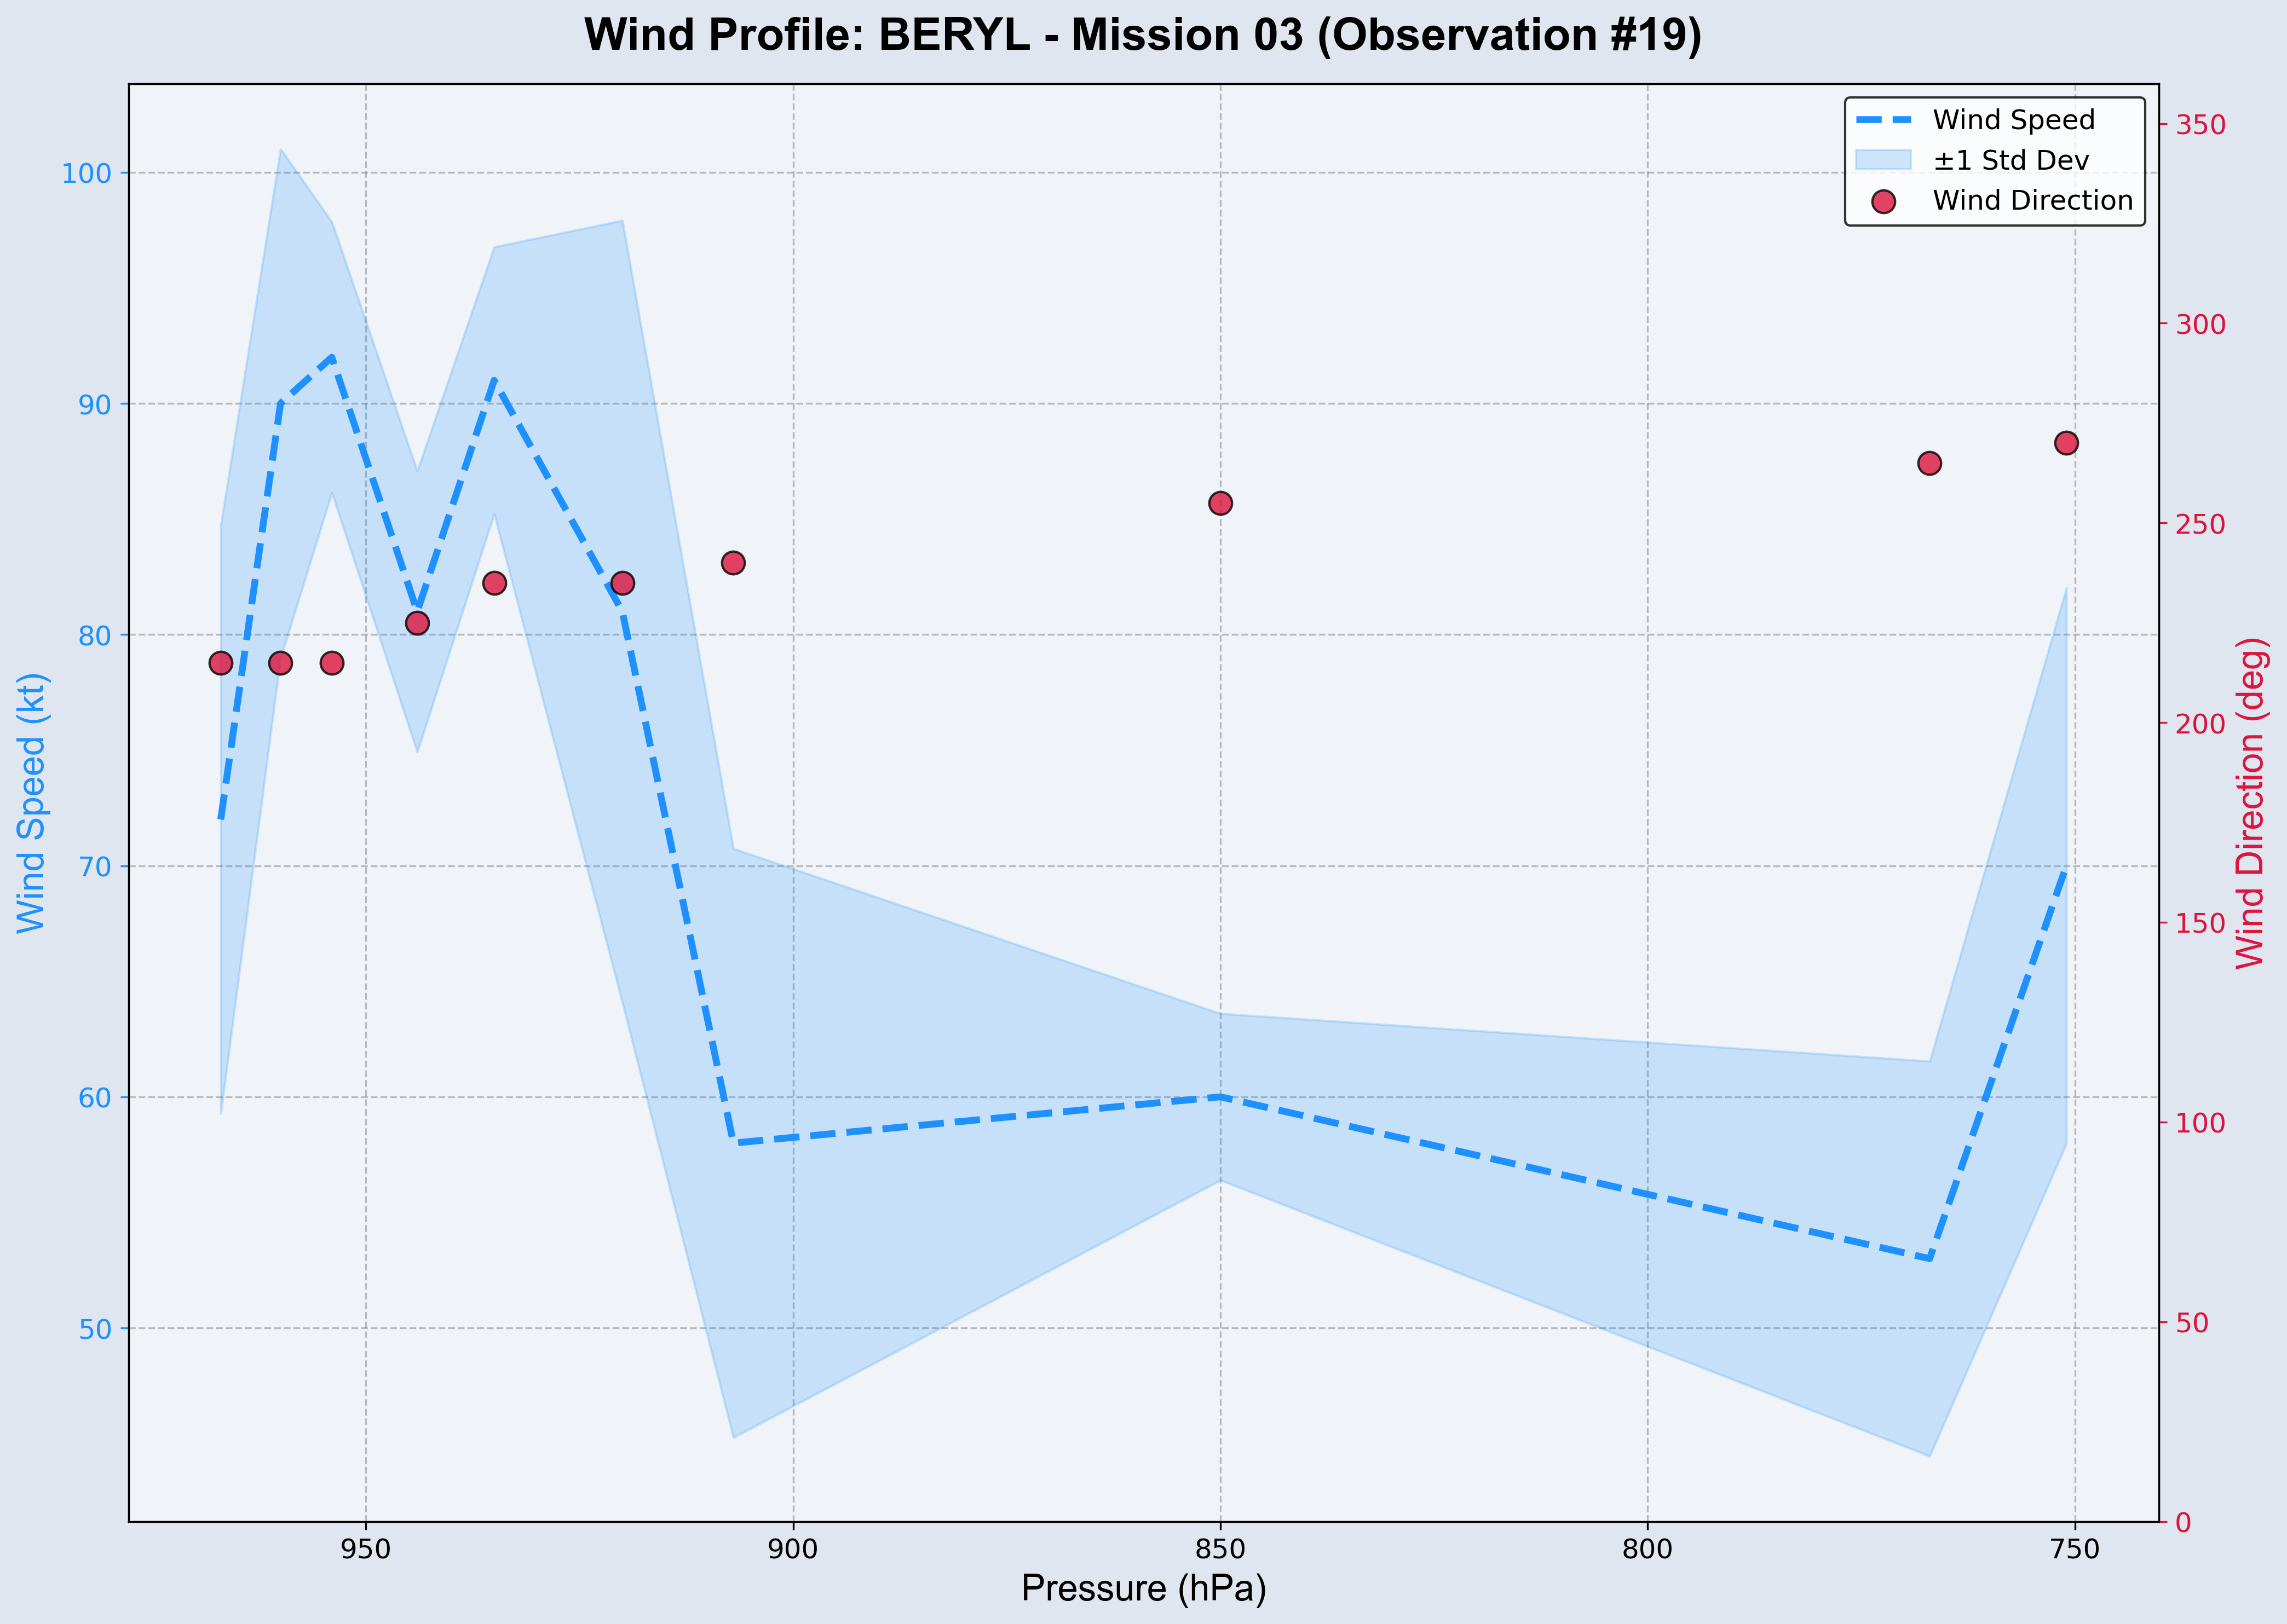 Wind Profile: BERYL - Mission 03 (Observation #19)
Wind Speed
±1 Std Dev
Wind Direction
100
90
80
70
60
50
Wind Speed (kt)
350
300
250
200
150
100
50
0
Wind Direction (deg)
950
900
850
800
750
Pressure (hPa)